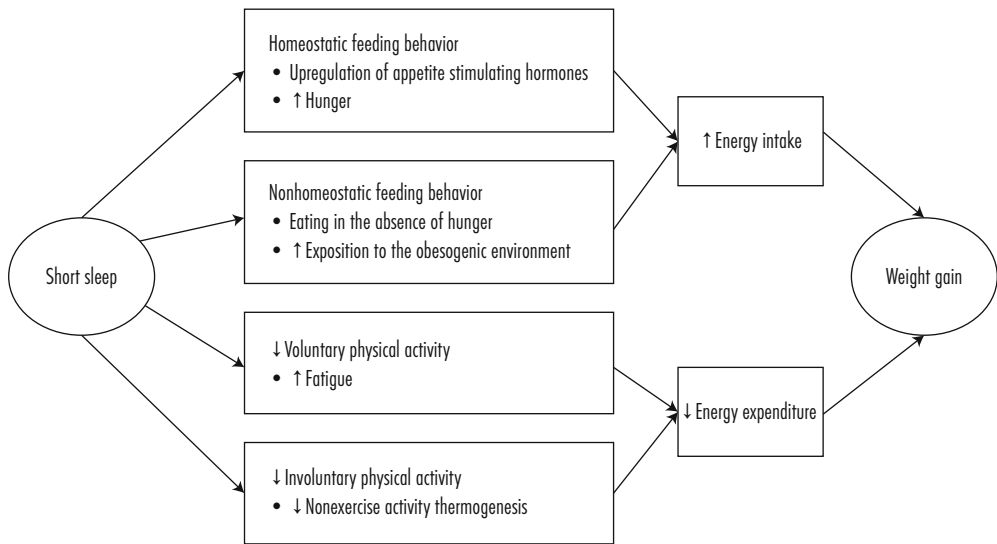 Homeostatic feeding behavior
• Upregulation of appetite stimulating hormones
• ↑ Hunger
↑ Energy intake
Nonhomeostatic feeding behavior
• Eating in the absence of hunger
• ↑ Exposition to the obesogenic environment
Short sleep
Weight gain
↓ Voluntary physical activity
• ↑ Fatigue
↓ Energy expenditure
↓ Involuntary physical activity
• ↓ Nonexercise activity thermogenesis